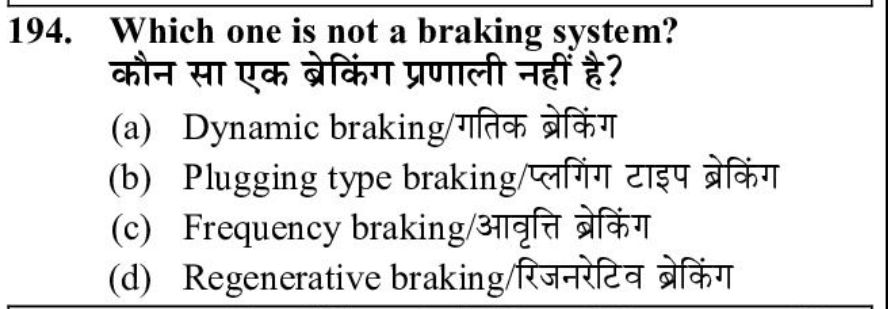 194. Which one is not a braking system?
कौन सा एक ब्रेकिंग प्रणाली नहीं है?
(a) Dynamic braking/गतिक ब्रेकिंग
(b) Plugging type braking/प्लगिंग टाइप ब्रेकिंग
(c) Frequency braking/आवृत्ति ब्रेकिंग
(d) Regenerative braking/रिजनरेटिव ब्रेकिंग